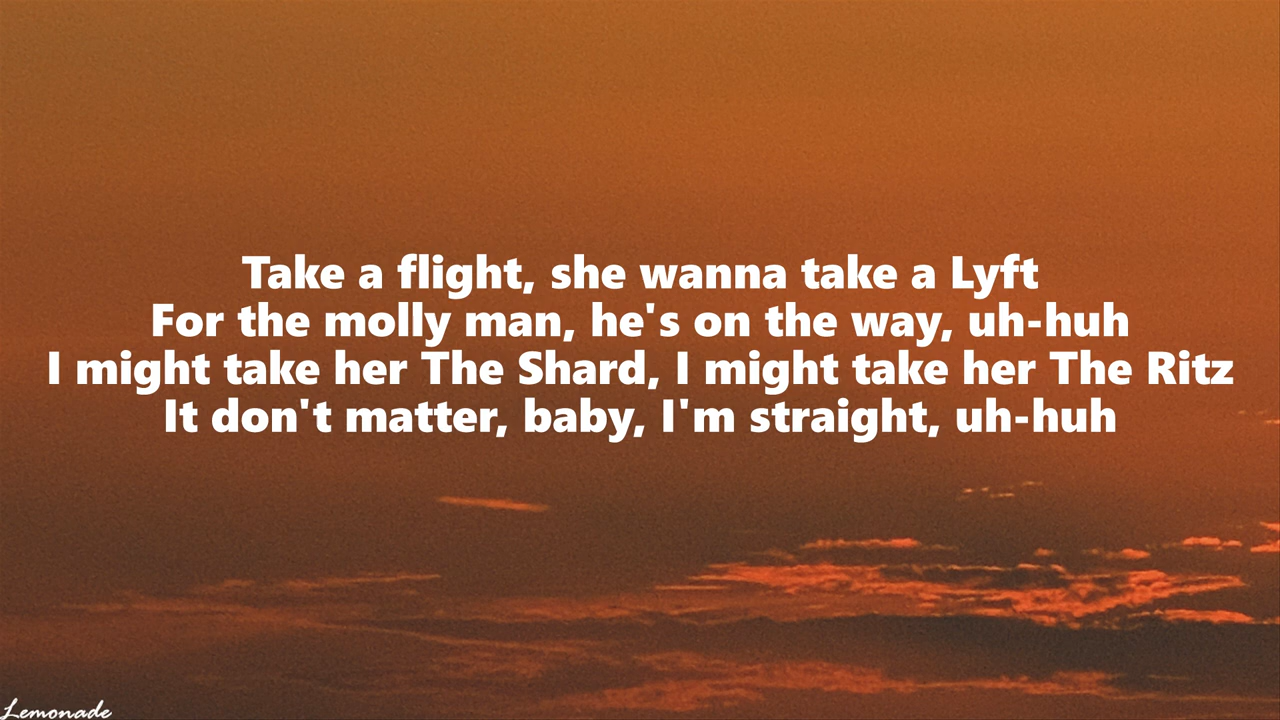 Take a flight, she wanna take a Lyft
For the molly man, he's on the way, uh-huh
I might take her The Shard, I might take her The Ritz
It don't matter, baby, I'm straight, uh-huh
Lemonade